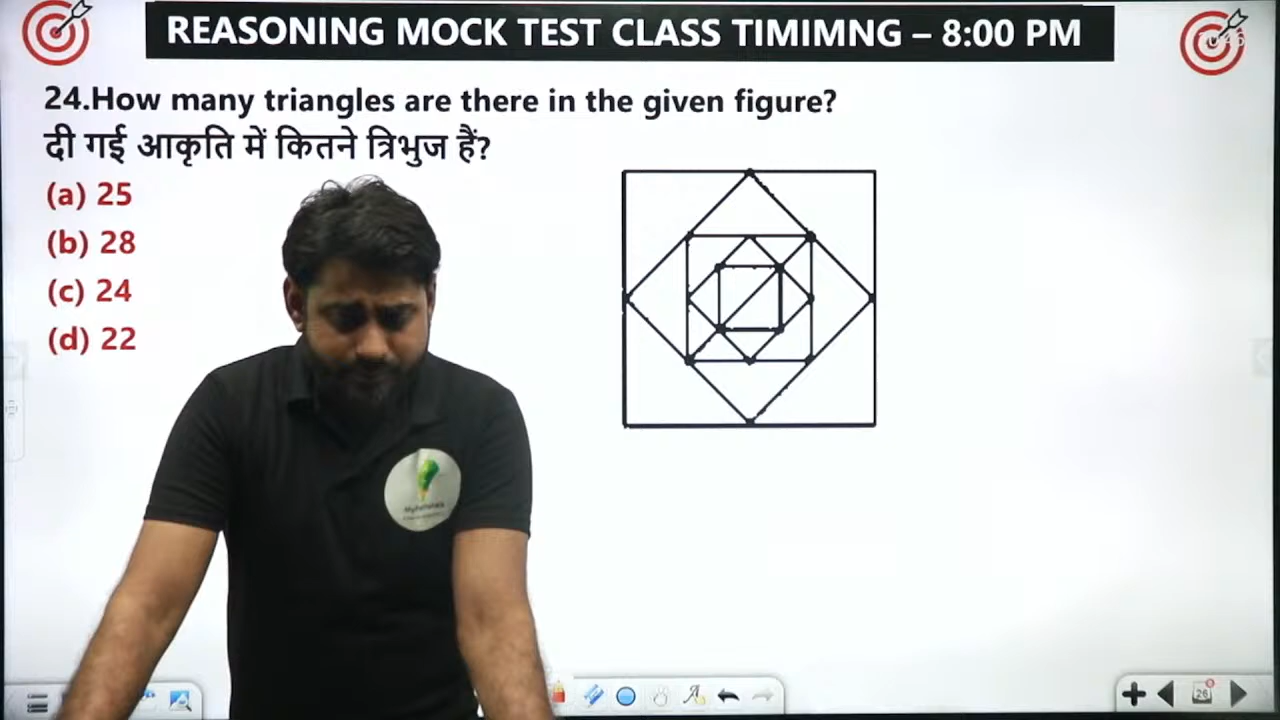 REASONING MOCK TEST CLASS TIMIMNG – 8:00 PM
24.How many triangles are there in the given figure?
दी गई आकृति में कितने त्रिभुज हैं?
(a) 25
(b) 28
(c) 24
(d) 22
26